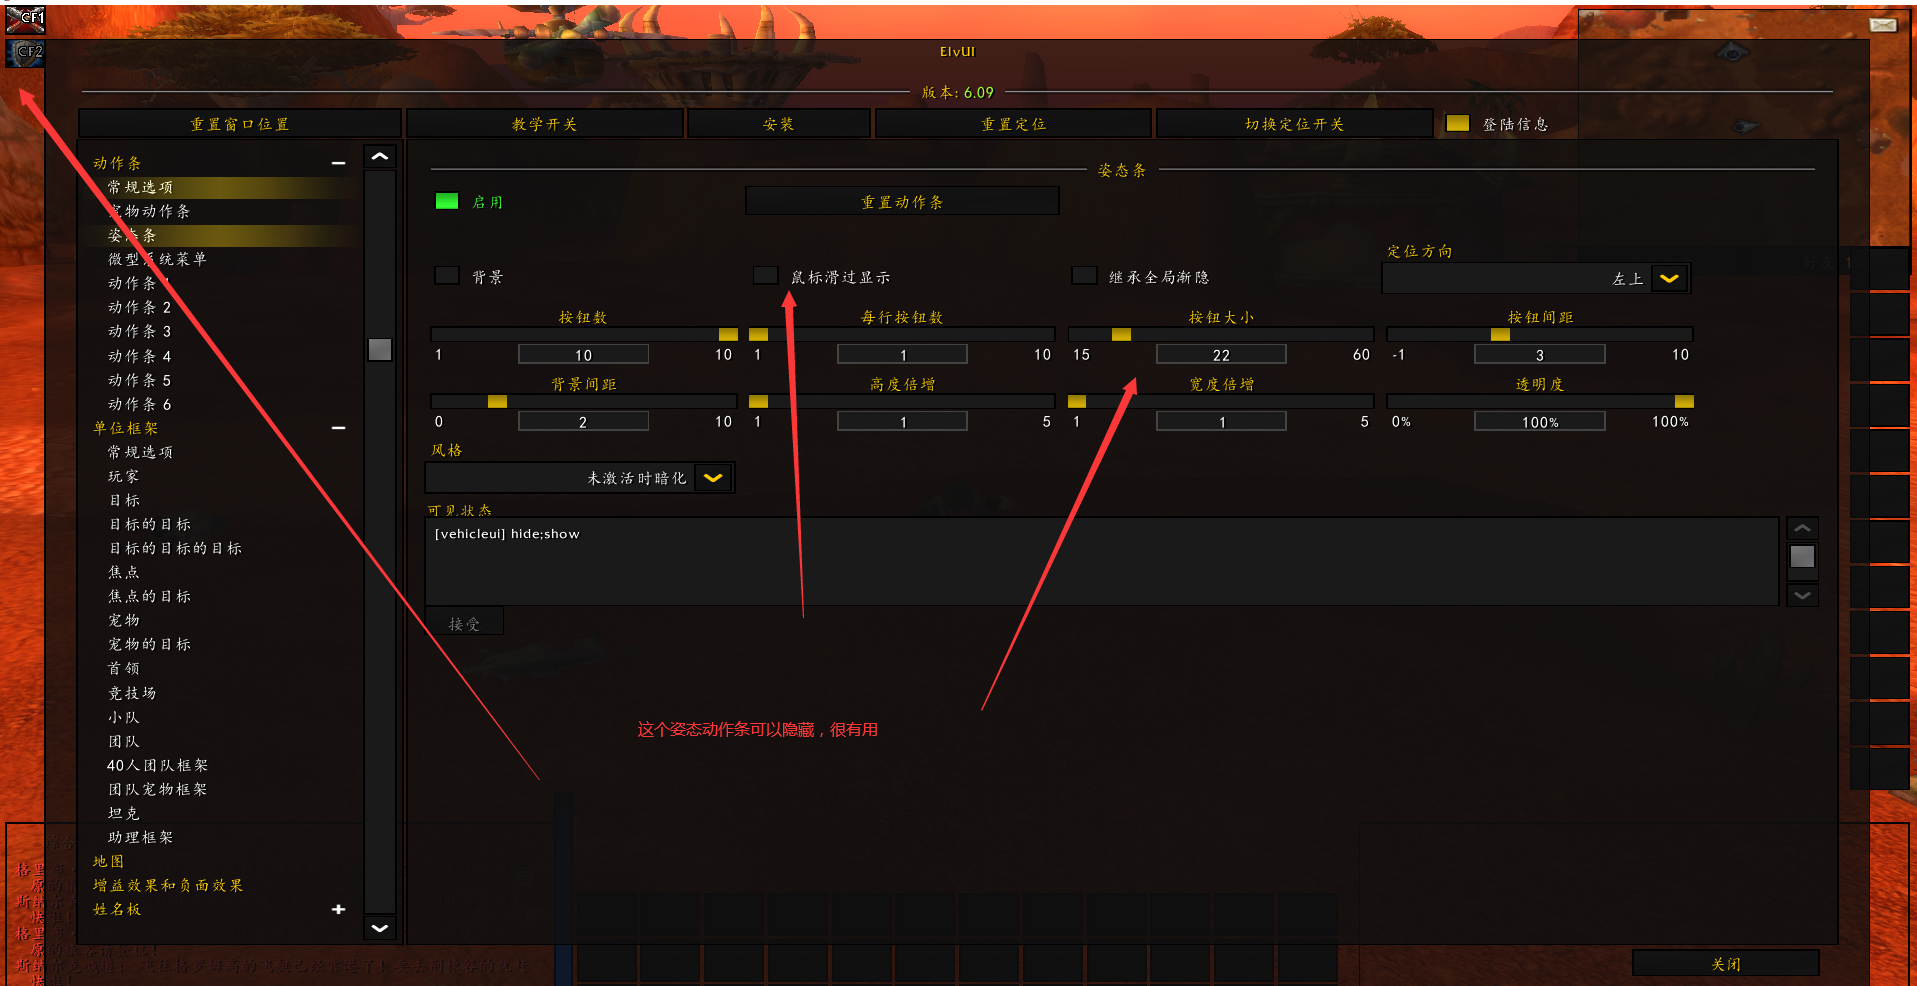 CF1
CF2
ElvUI
版本: 6.09
重置窗口位置
教学开关
安装
重置定位
切换定位开关
登陆信息
动作条
常规选项
宠物动作条
姿态条
微型系统菜单
动作条 1
动作条 2
动作条 3
动作条 4
动作条 5
动作条 6
单位框架
常规选项
玩家
目标
目标的目标
目标的目标的目标
焦点
焦点的目标
宠物
宠物的目标
首领
竞技场
小队
团队
40人团队框架
团队宠物框架
坦克
助理框架
地图
增益效果和负面效果
姓名板
姿态条
启用
重置动作条
背景
鼠标滑过显示
继承全局渐隐
定位方向
左上
按钮数
1 10 10
每行按钮数
1 1 10
按钮大小
15 22 60
按钮间距
-1 3 10
背景间距
0 2 10
高度倍增
1 1 5
宽度倍增
1 1 5
透明度
0% 100% 100%
风格
未激活时暗化
可见状态
[vehicleui] hide;show
接受
这个姿态动作条可以隐藏，很有用
关闭